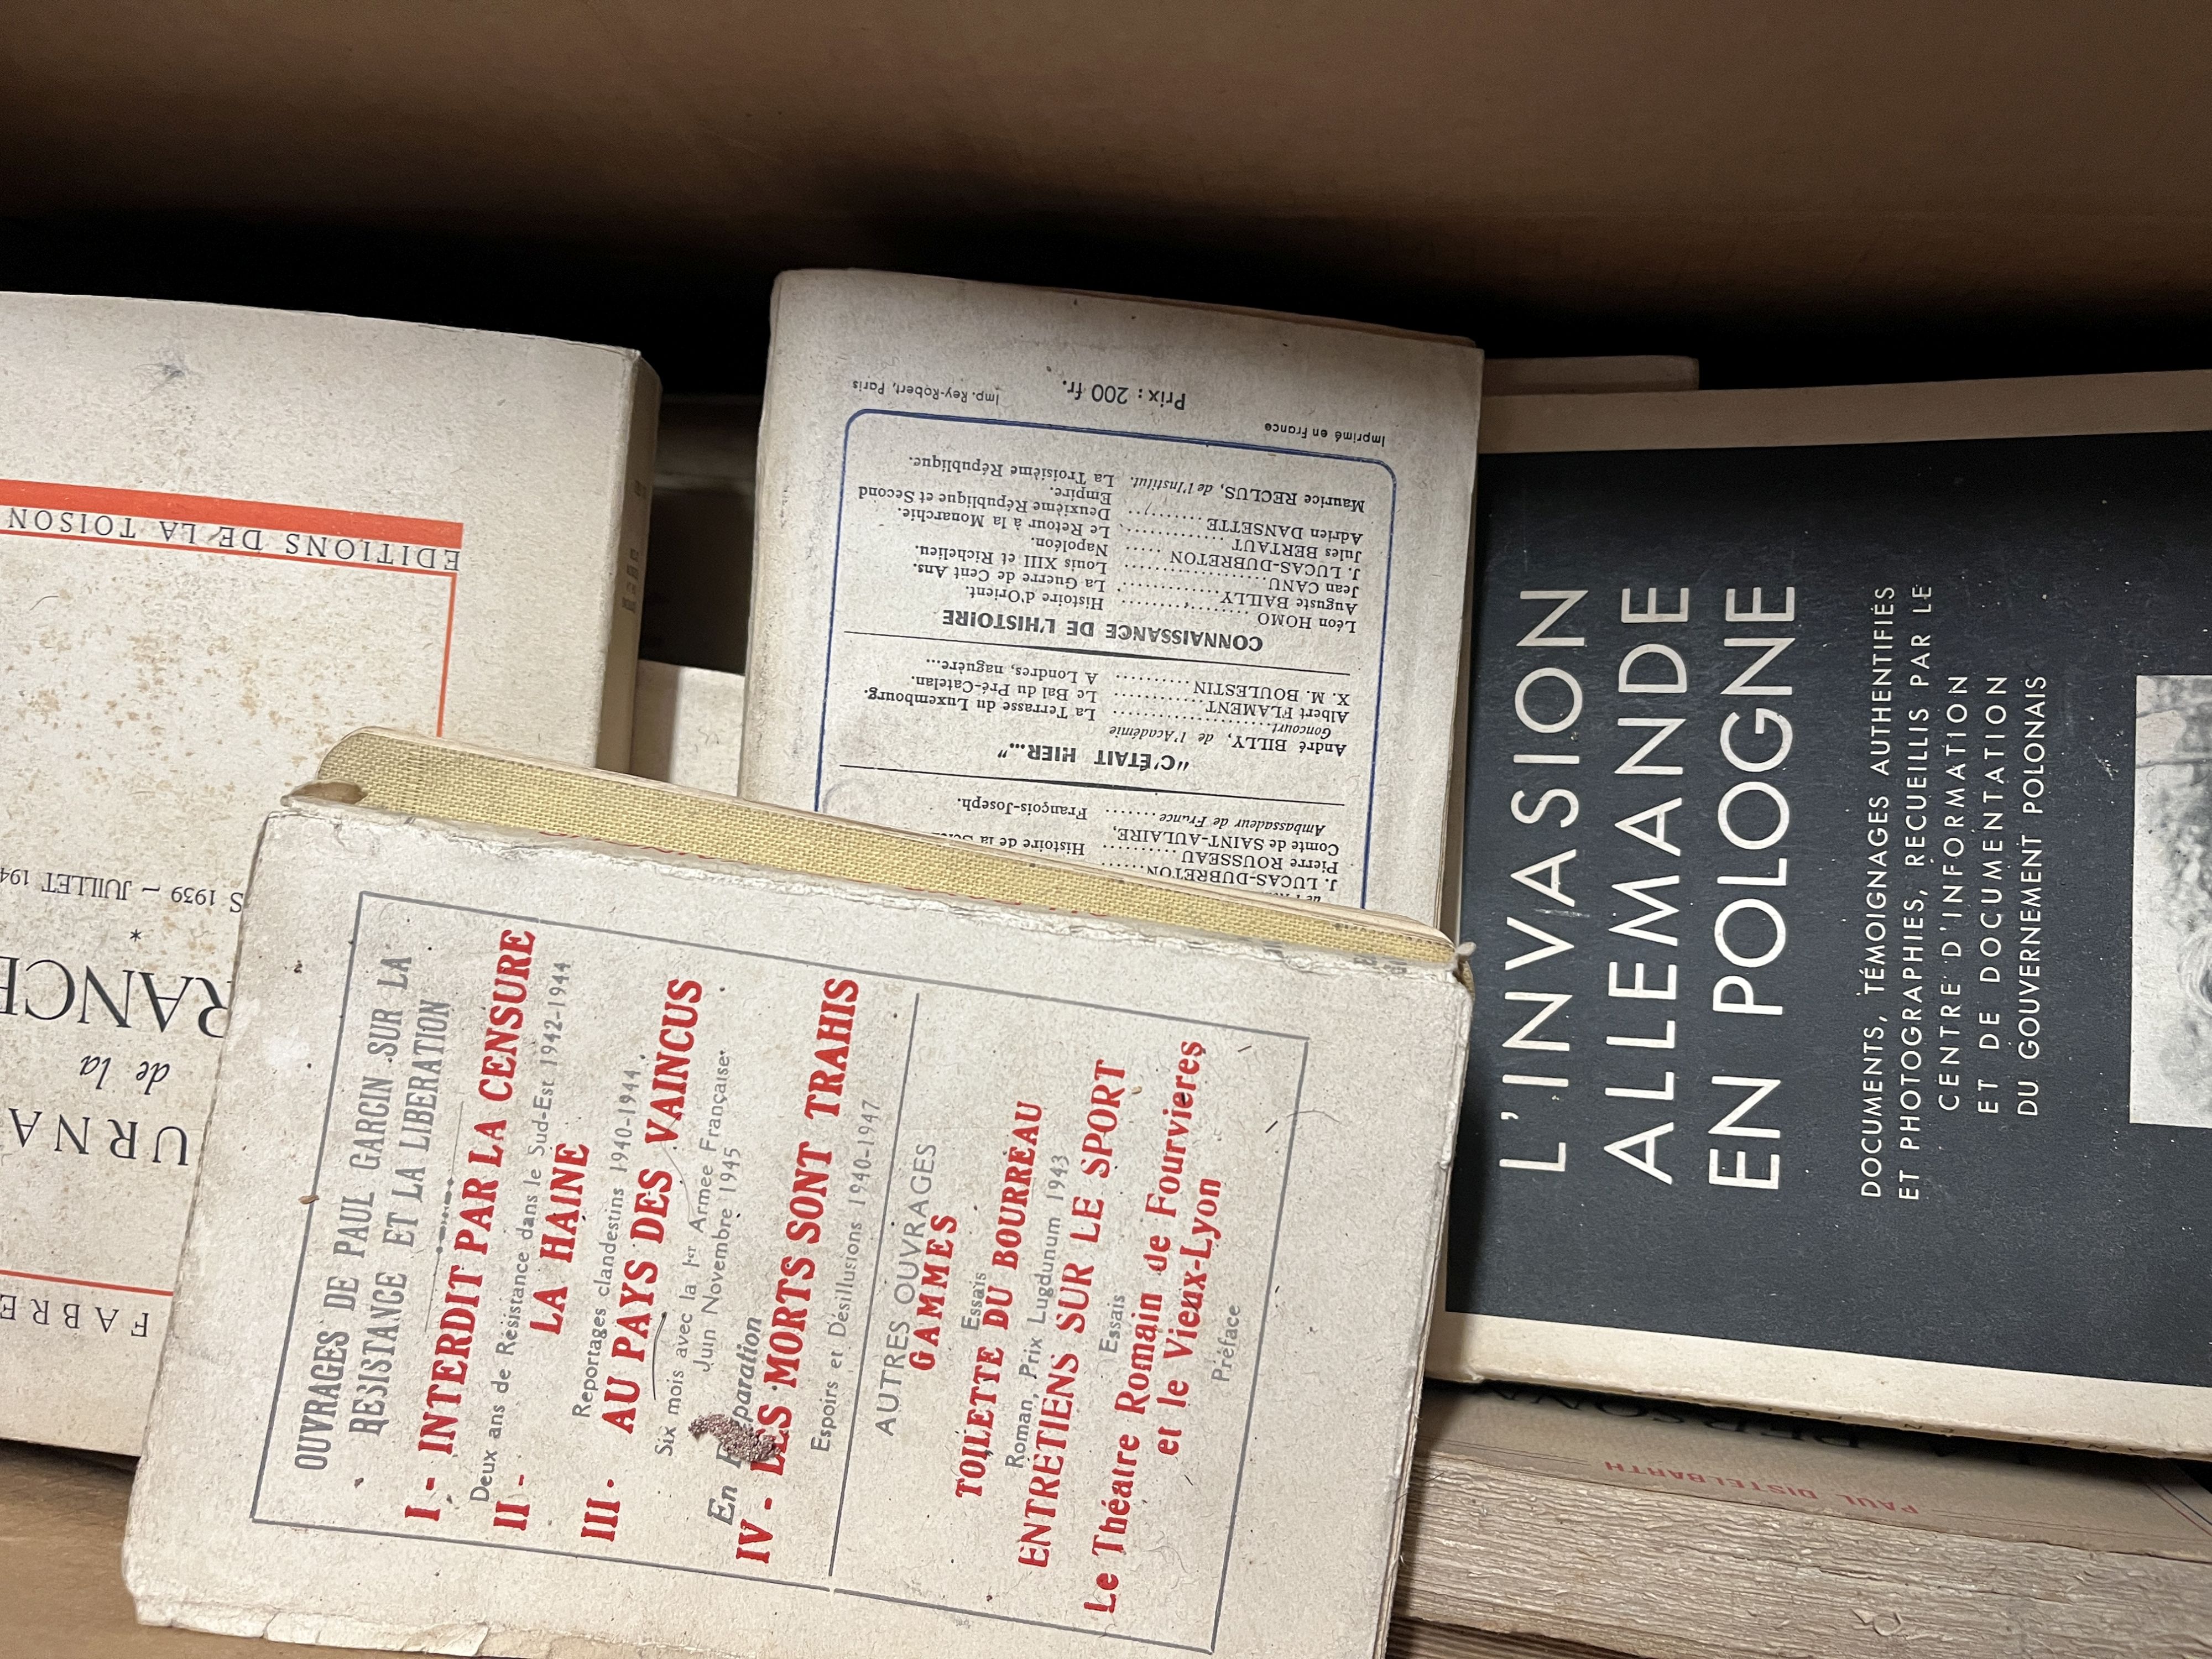 EDITIONS DE LA TOISON
S 1939 — JUILLET 194
*
RANCE
de la
URNA
FABRE
Imprimé en France
Prix : 200 fr.
Imp. Rey-Robert, Paris
Maurice RECLUS, de l'Institut. La Troisième République.
Adrien DANSETTE ........ Deuxième République et Second Empire.
Jules BERTAUT ........ Le Retour à la Monarchie.
J. LUCAS-DUBRETON ..... Napoléon.
Jean CANU ........ Louis XIII et Richelieu.
Auguste BAILLY ........ La Guerre de Cent Ans.
Léon HOMO ........ Histoire d'Orient.
CONNAISSANCE DE L'HISTOIRE
X. M. BOULESTIN ........ A Londres, naguère...
Albert FLAMENT ........ Le Bal du Pré-Catelan.
Goncourt ........ La Terrasse du Luxembourg.
André BILLY, de l'Académie
"C'ÉTAIT HIER..."
Ambassadeur de France ........ François-Joseph.
Comte de SAINT-AULAIRE,
Pierre ROUSSEAU ........ Histoire de la
J. LUCAS-DUBRETON
OUVRAGES DE PAUL GARCIN SUR LA
RESISTANCE ET LA LIBERATION
I - INTERDIT PAR LA CENSURE
Deux ans de Résistance dans le Sud-Est 1942-1944
II - LA HAINE
Reportages clandestins 1940-1944.
III. AU PAYS DES VAINCUS
Six mois avec la 1er Armée Française.
Juin Novembre 1945
En Préparation
IV - LES MORTS SONT TRAHIS
Espoirs et Désillusions 1940-1947
AUTRES OUVRAGES
GAMMES
Essais
TOILETTE DU BOURREAU
Roman, Prix Lugdunum 1943
ENTRETIENS SUR LE SPORT
Essais
Le Théatre Romain de Fourvieres
et le Vieux-Lyon
Préface
L'INVASION
ALLEMANDE
EN POLOGNE
DOCUMENTS, TÉMOIGNAGES AUTHENTIFIÉS
ET PHOTOGRAPHIES, RECUEILLIS PAR LE
CENTRE D'INFORMATION
ET DE DOCUMENTATION
DU GOUVERNEMENT POLONAIS
PAUL DISTELBARTH
PERSONA